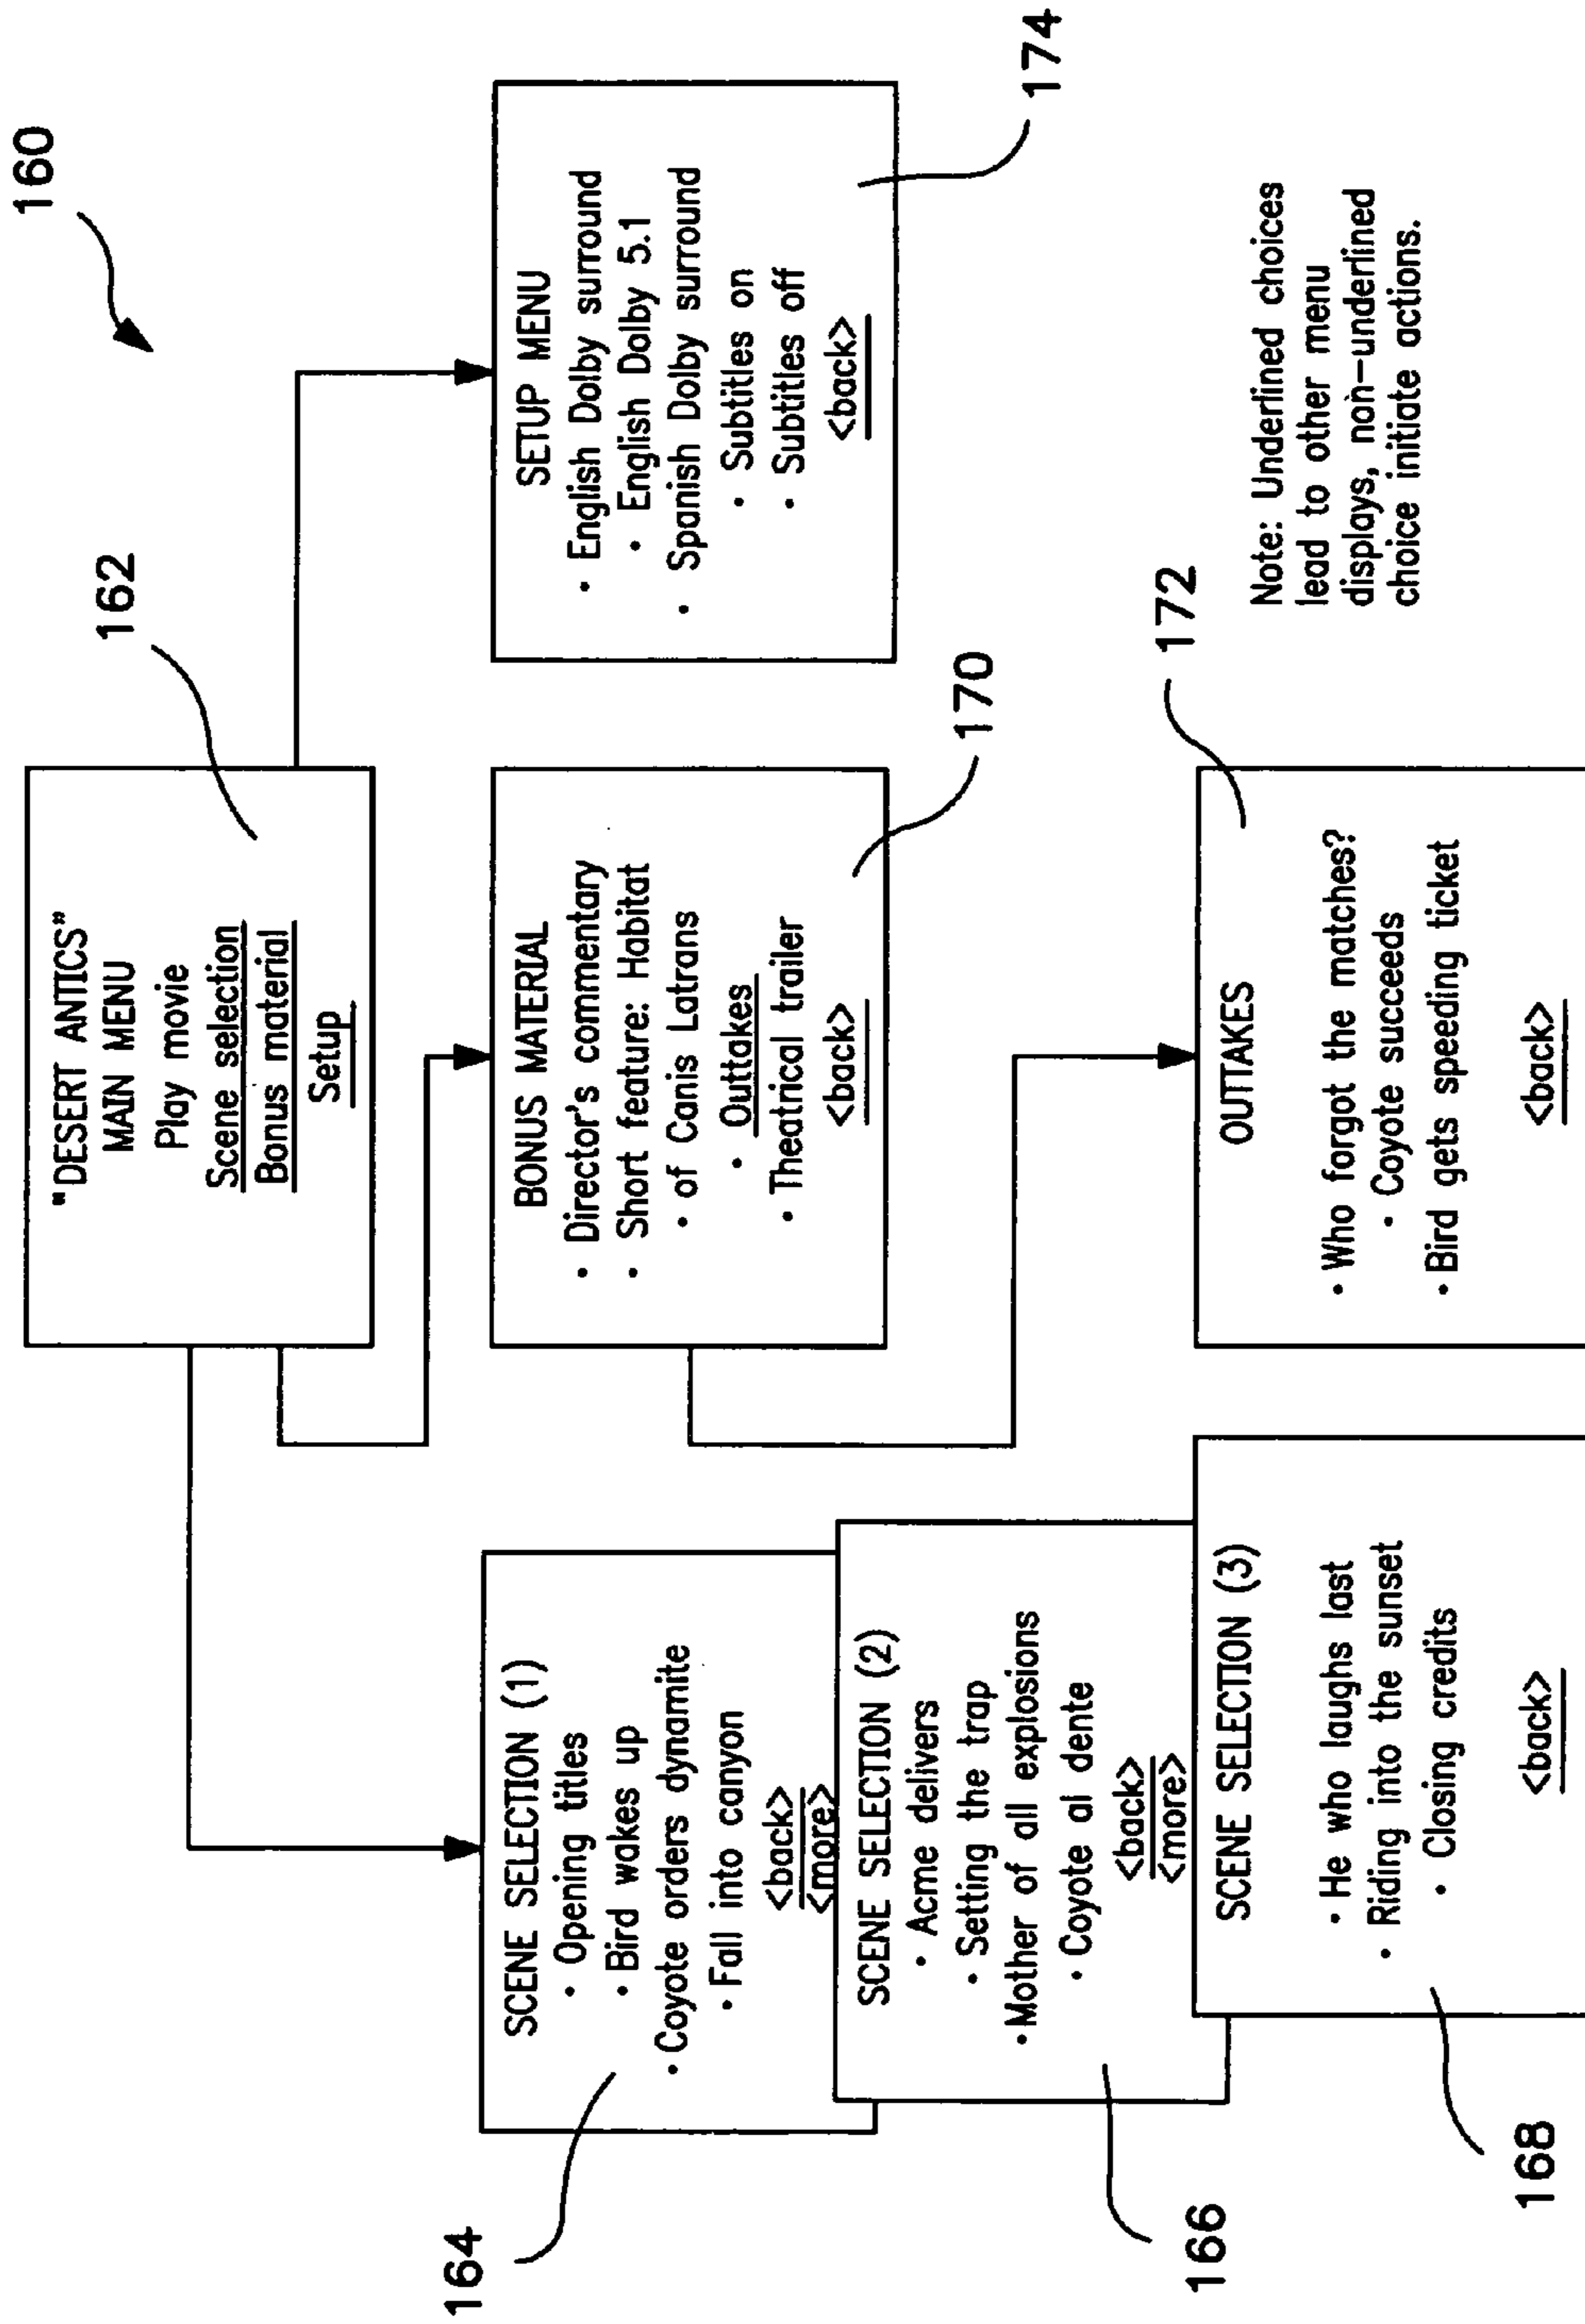 160
162
"DESERT ANTICS"
MAIN MENU
Play movie
Scene selection
Bonus material
Setup
164
SCENE SELECTION (1)
• Opening titles
• Bird wakes up
• Coyote orders dynamite
• Fall into canyon
<back>
<more>
166
SCENE SELECTION (2)
• Acme delivers
• Setting the trap
• Mother of all explosions
• Coyote al dente
<back>
<more>
168
SCENE SELECTION (3)
• He who laughs last
• Riding into the sunset
• Closing credits
<back>
BONUS MATERIAL
• Director's commentary
• Short feature: Habitat
• of Canis Latrans
• Outtakes
• Theatrical trailer
<back>
170
OUTTAKES
• Who forgot the matches?
• Coyote succeeds
• Bird gets speeding ticket
<back>
172
SETUP MENU
• English Dolby surround
• English Dolby 5.1
• Spanish Dolby surround
• Subtitles on
• Subtitles off
<back>
174
Note: Underlined choices
lead to other menu
displays, non-underlined
choice initiate actions.